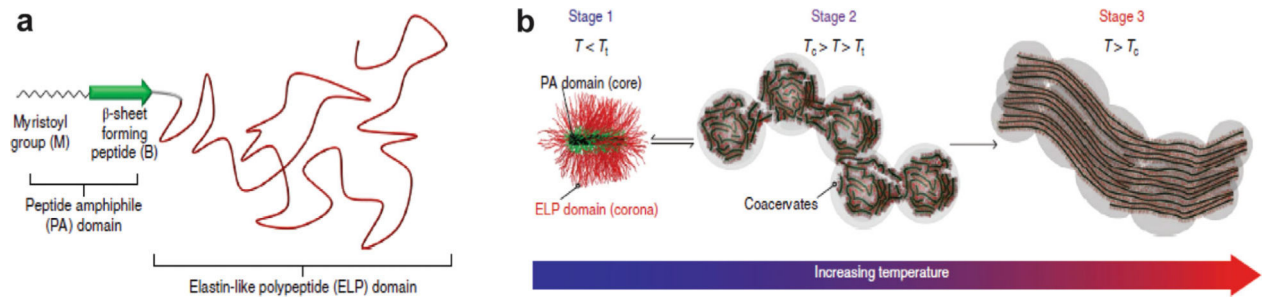 a
Myristoyl
group (M)
β-sheet
forming
peptide (B)
Peptide amphiphile
(PA) domain
Elastin-like polypeptide (ELP) domain
b
Stage 1
T < Tt
PA domain (core)
ELP domain (corona)
Stage 2
Tc > T > Tt
Coacervates
Stage 3
T > Tc
Increasing temperature